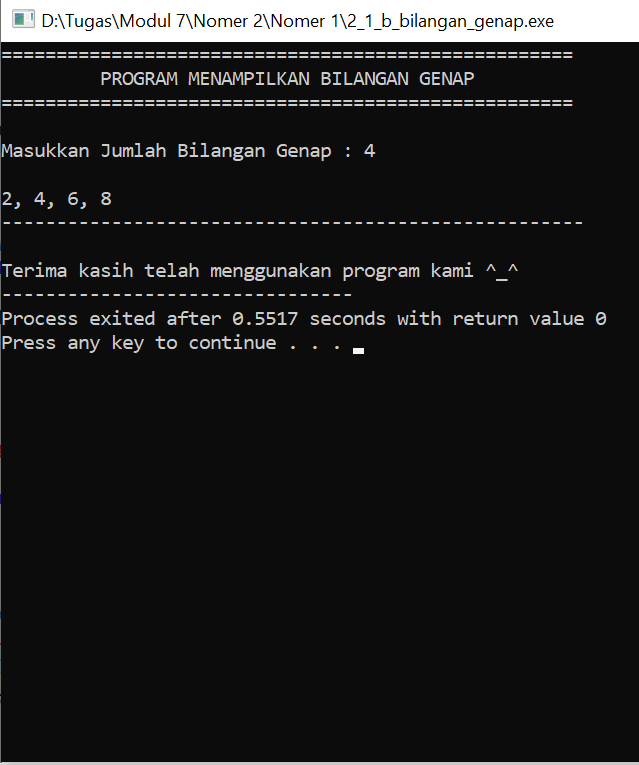 D:\Tugas\Modul 7\Nomer 2\Nomer 1\2_1_b_bilangan_genap.exe
====================================================
PROGRAM MENAMPILKAN BILANGAN GENAP
====================================================
Masukkan Jumlah Bilangan Genap : 4
2, 4, 6, 8
-----------------------------------------------------
Terima kasih telah menggunakan program kami ^_^
--------------------------------
Process exited after 0.5517 seconds with return value 0
Press any key to continue . . .